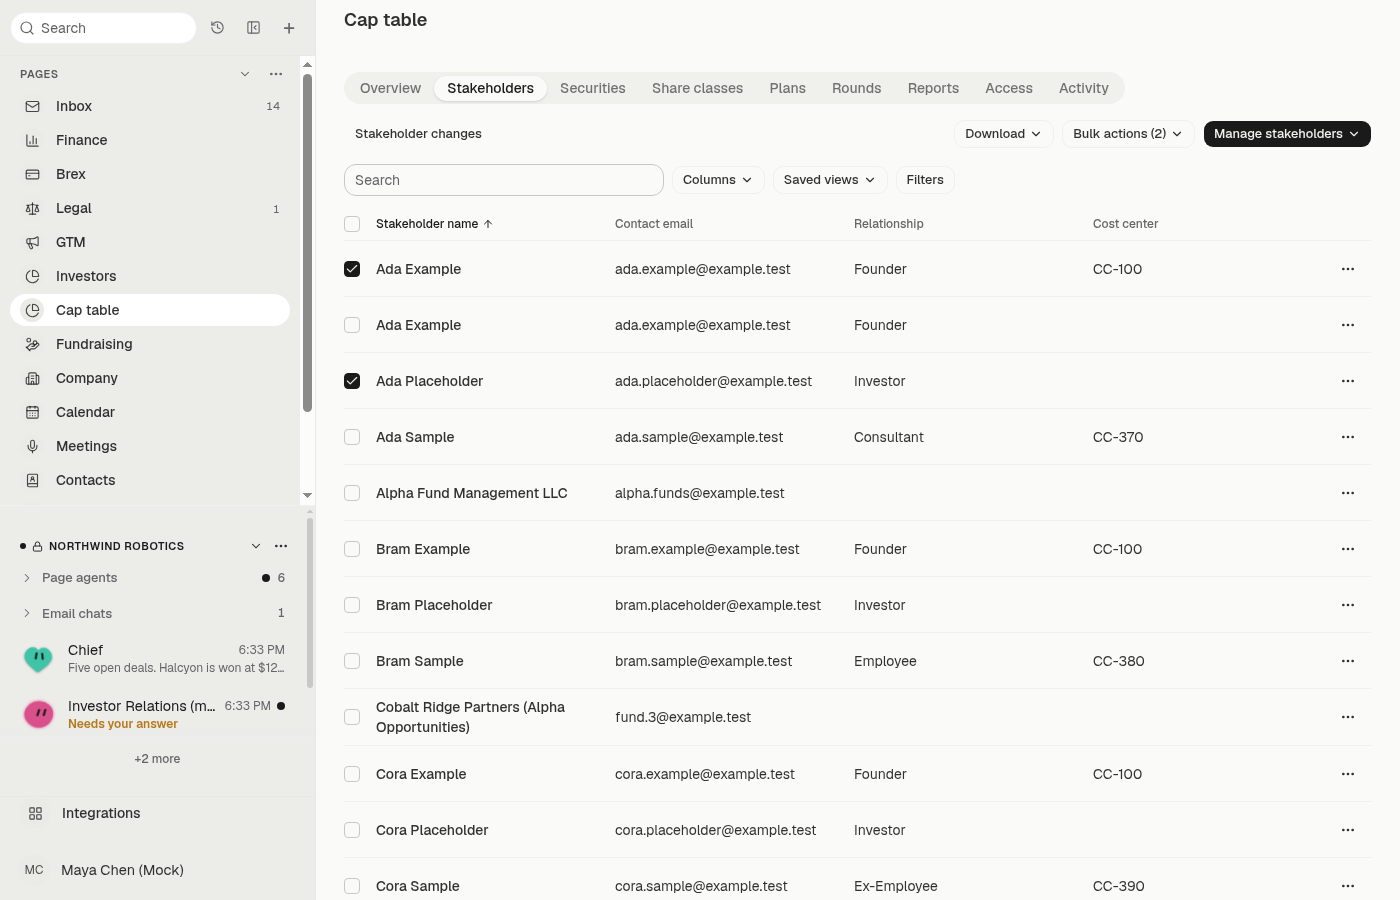 Search
PAGES
Inbox 14
Finance
Brex
Legal 1
GTM
Investors
Cap table
Fundraising
Company
Calendar
Meetings
Contacts
NORTHWIND ROBOTICS
Page agents 6
Email chats 1
Chief 6:33 PM
Five open deals. Halcyon is won at $12…
Investor Relations (m… 6:33 PM
Needs your answer
+2 more
Integrations
MC Maya Chen (Mock)
Cap table
Overview Stakeholders Securities Share classes Plans Rounds Reports Access Activity
Stakeholder changes Download Bulk actions (2) Manage stakeholders
Search Columns Saved views Filters
Stakeholder name Contact email Relationship Cost center
Ada Example ada.example@example.test Founder CC-100
Ada Example ada.example@example.test Founder
Ada Placeholder ada.placeholder@example.test Investor
Ada Sample ada.sample@example.test Consultant CC-370
Alpha Fund Management LLC alpha.funds@example.test
Bram Example bram.example@example.test Founder CC-100
Bram Placeholder bram.placeholder@example.test Investor
Bram Sample bram.sample@example.test Employee CC-380
Cobalt Ridge Partners (Alpha
Opportunities) fund.3@example.test
Cora Example cora.example@example.test Founder CC-100
Cora Placeholder cora.placeholder@example.test Investor
Cora Sample cora.sample@example.test Ex-Employee CC-390